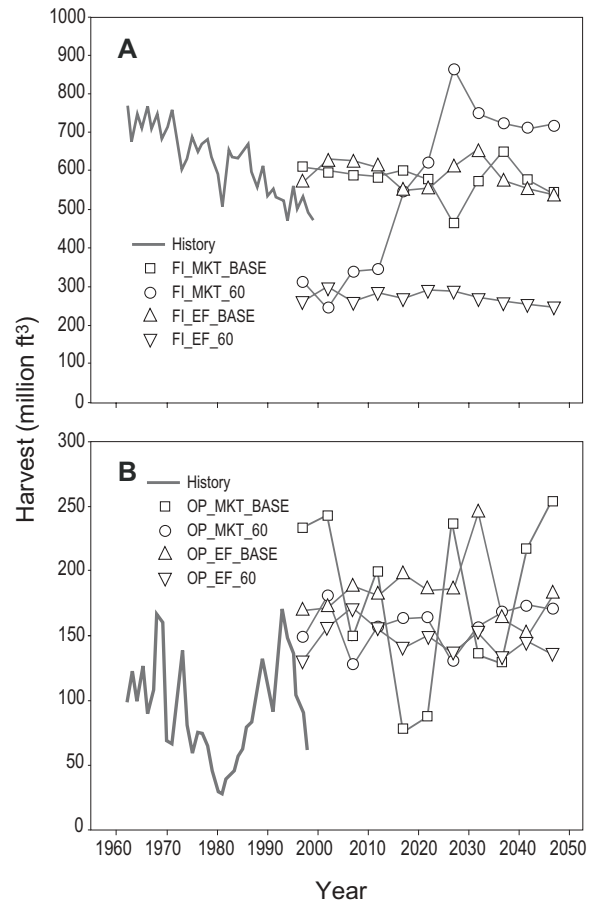 1000
900
800
700
600
500
400
300
200
100
0
A
History
FI_MKT_BASE
FI_MKT_60
FI_EF_BASE
FI_EF_60
Harvest (million ft³)
300
250
200
150
100
50
0
B
History
OP_MKT_BASE
OP_MKT_60
OP_EF_BASE
OP_EF_60
1960 1970 1980 1990 2000 2010 2020 2030 2040 2050
Year